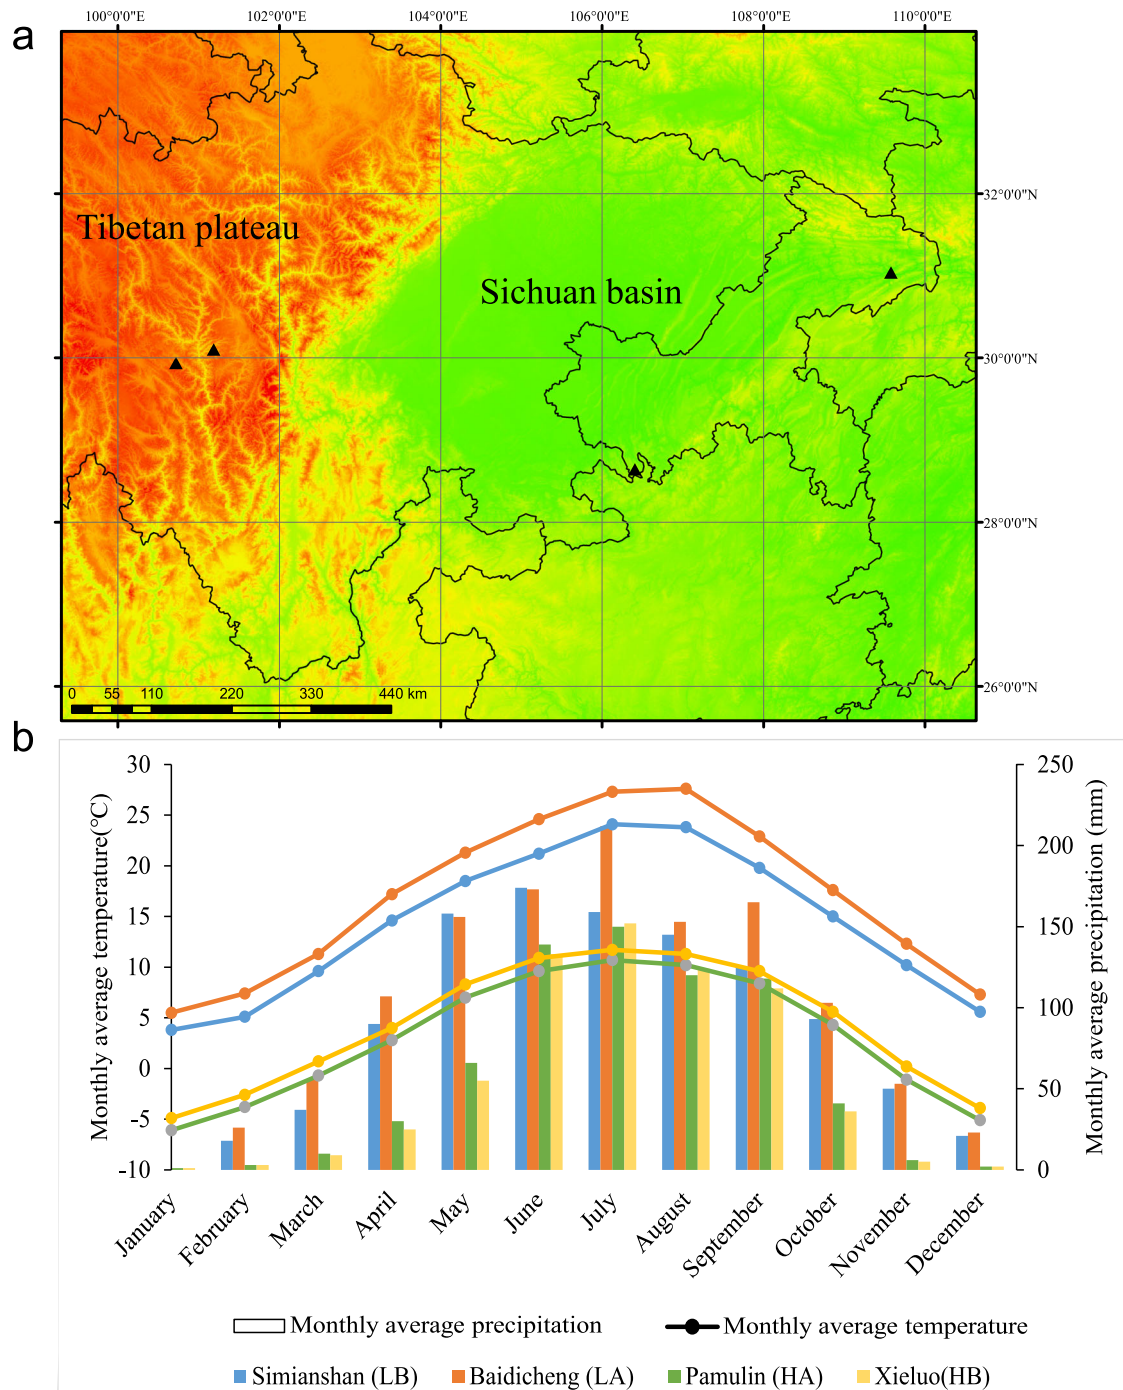 100°0'0"E 102°0'0"E 104°0'0"E 106°0'0"E 108°0'0"E 110°0'0"E
a
32°0'0"N
Tibetan plateau
Sichuan basin
30°0'0"N
28°0'0"N
26°0'0"N
0 55 110 220 330 440 km
b
30 250
25
200
20
15 150
10
100
5
0
50
-5
-10 0
Monthly average temperature(°C)
Monthly average precipitation (mm)
January February March April May June July August September October November December
Monthly average precipitation Monthly average temperature
Simianshan (LB) Baidicheng (LA) Pamulin (HA) Xieluo(HB)